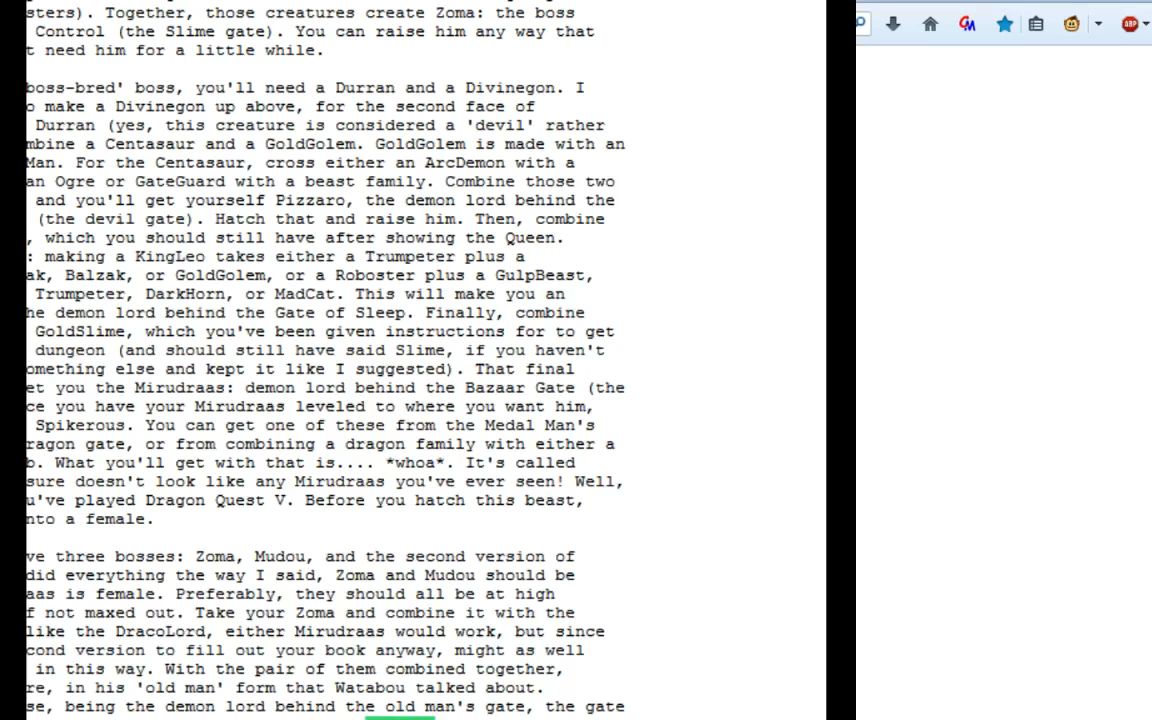 sters). Together, those creatures create Zoma: the boss
Control (the Slime gate). You can raise him any way that
t need him for a little while.
boss-bred' boss, you'll need a Durran and a Divinegon. I
o make a Divinegon up above, for the second face of
Durran (yes, this creature is considered a 'devil' rather
mbine a Centasaur and a GoldGolem. GoldGolem is made with an
Man. For the Centasaur, cross either an ArcDemon with a
an Ogre or GateGuard with a beast family. Combine those two
and you'll get yourself Pizzaro, the demon lord behind the
(the devil gate). Hatch that and raise him. Then, combine
, which you should still have after showing the Queen.
: making a KingLeo takes either a Trumpeter plus a
ak, Balzak, or GoldGolem, or a Roboster plus a GulpBeast,
Trumpeter, DarkHorn, or MadCat. This will make you an
he demon lord behind the Gate of Sleep. Finally, combine
GoldSlime, which you've been given instructions for to get
dungeon (and should still have said Slime, if you haven't
omething else and kept it like I suggested). That final
et you the Mirudraas: demon lord behind the Bazaar Gate (the
ce you have your Mirudraas leveled to where you want him,
Spikerous. You can get one of these from the Medal Man's
ragon gate, or from combining a dragon family with either a
b. What you'll get with that is.... *whoa*. It's called
sure doesn't look like any Mirudraas you've ever seen! Well,
u've played Dragon Quest V. Before you hatch this beast,
nto a female.
ve three bosses: Zoma, Mudou, and the second version of
did everything the way I said, Zoma and Mudou should be
aas is female. Preferably, they should all be at high
f not maxed out. Take your Zoma and combine it with the
like the DracoLord, either Mirudraas would work, but since
cond version to fill out your book anyway, might as well
in this way. With the pair of them combined together,
re, in his 'old man' form that Watabou talked about.
se, being the demon lord behind the old man's gate, the gate
ABP